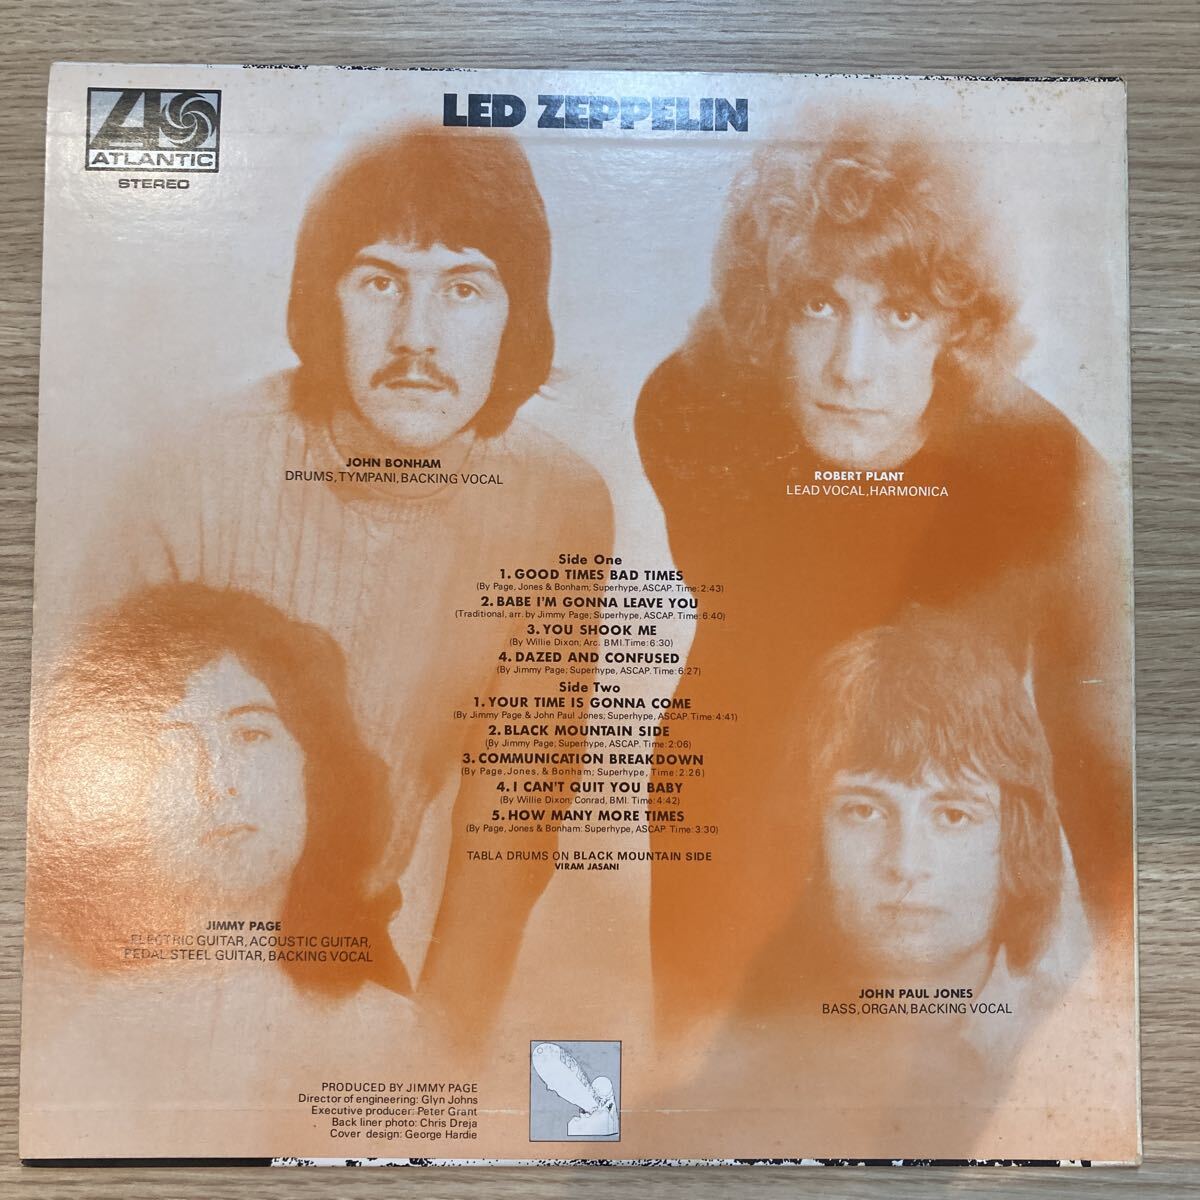 ATLANTIC
STEREO
LED ZEPPELIN
JOHN BONHAM
DRUMS,TYMPANI,BACKING VOCAL
ROBERT PLANT
LEAD VOCAL,HARMONICA
Side One
1.GOOD TIMES BAD TIMES
(By Page, Jones & Bonham; Superhype, ASCAP. Time:2:43)
2.BABE I'M GONNA LEAVE YOU
(Traditional, arr. by Jimmy Page; Superhype, ASCAP. Time:6:40)
3.YOU SHOOK ME
(By Willie Dixon; Arc. BMI.Time:6:30)
4.DAZED AND CONFUSED
(By Jimmy Page; Superhype, ASCAP. Time:6:27)
Side Two
1.YOUR TIME IS GONNA COME
(By Jimmy Page & John Paul Jones; Superhype, ASCAP. Time:4:41)
2.BLACK MOUNTAIN SIDE
(By Jimmy Page; Superhype, ASCAP. Time:2:06)
3.COMMUNICATION BREAKDOWN
(By Page, Jones, & Bonham; Superhype, Time:2:26)
4.I CAN'T QUIT YOU BABY
(By Willie Dixon; Conrad, BMI. Time:4:42)
5.HOW MANY MORE TIMES
(By Page, Jones & Bonham: Superhype, ASCAP. Time:3:30)
TABLA DRUMS ON BLACK MOUNTAIN SIDE
VIRAM JASANI
JIMMY PAGE
ELECTRIC GUITAR, ACOUSTIC GUITAR,
PEDAL STEEL GUITAR, BACKING VOCAL
JOHN PAUL JONES
BASS,ORGAN,BACKING VOCAL
PRODUCED BY JIMMY PAGE
Director of engineering: Glyn Johns
Executive producer: Peter Grant
Back liner photo: Chris Dreja
Cover design: George Hardie